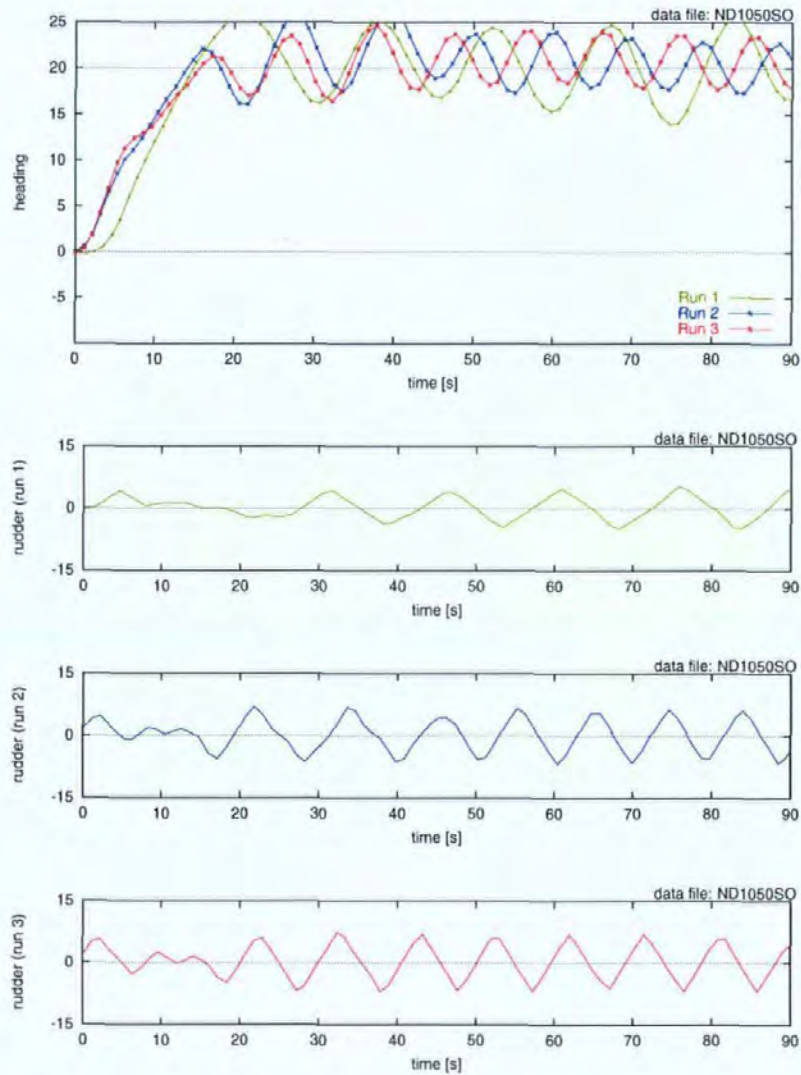 data file: ND1050SO
25
20
15
10
5
0
-5
heading
Run 1
Run 2
Run 3
0 10 20 30 40 50 60 70 80 90
time [s]
data file: ND1050SO
15
0
-15
rudder (run 1)
0 10 20 30 40 50 60 70 80 90
time [s]
data file: ND1050SO
15
0
-15
rudder (run 2)
0 10 20 30 40 50 60 70 80 90
time [s]
data file: ND1050SO
15
0
-15
rudder (run 3)
0 10 20 30 40 50 60 70 80 90
time [s]